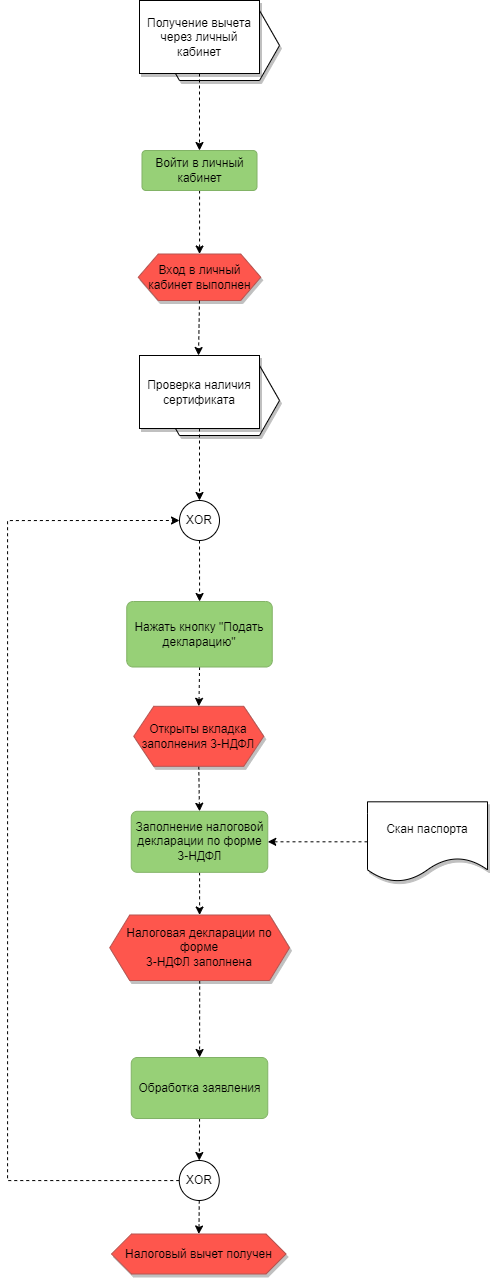 Получение вычета
через личный
кабинет
Войти в личный
кабинет
Вход в личный
кабинет выполнен
Проверка наличия
сертификата
XOR
Нажать кнопку "Подать
декларацию"
Открыты вкладка
заполнения 3-НДФЛ
Заполнение налоговой
декларации по форме
3-НДФЛ
Скан паспорта
Налоговая декларации по
форме
3-НДФЛ заполнена
Обработка заявления
XOR
Налоговый вычет получен